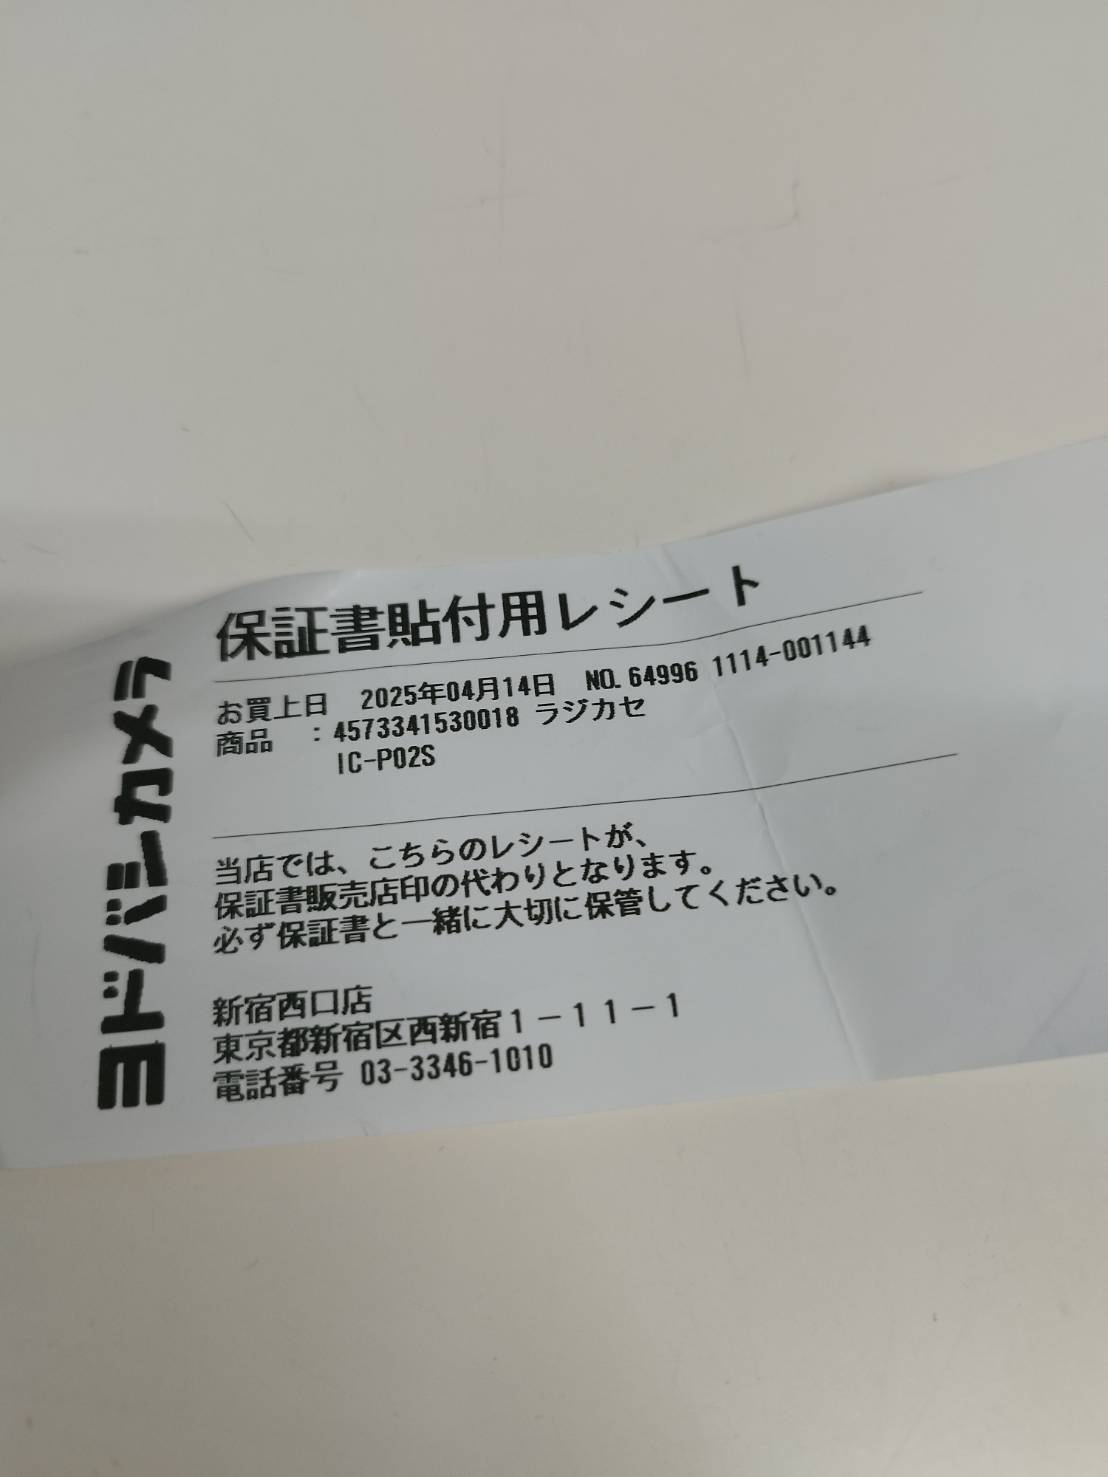 ヨドバシカメラ
保証書貼付用レシート
お買上日 2025年04月14日 NO. 64996 1114-001144
商品 : 4573341530018 ラジカセ
IC-P02S
当店では、こちらのレシートが、
保証書販売店印の代わりとなります。
必ず保証書と一緒に大切に保管してください。
新宿西口店
東京都新宿区西新宿1-11-1
電話番号 03-3346-1010